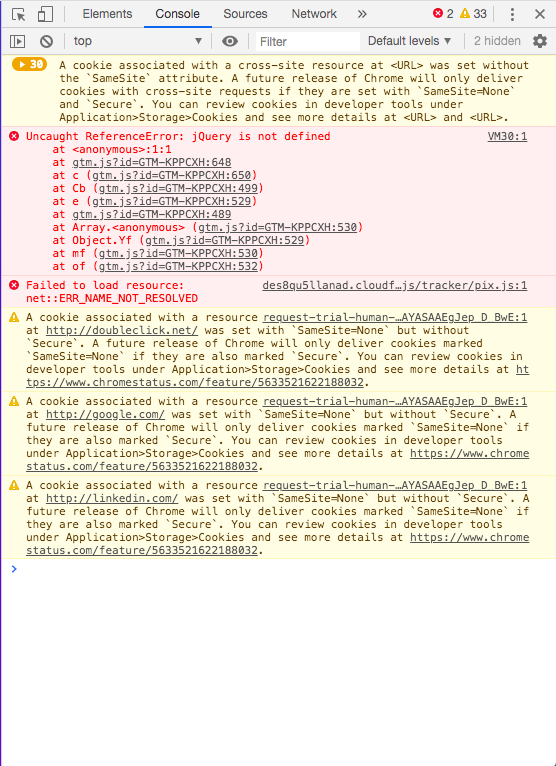 Elements Console Sources Network » 2 33
top Filter Default levels 2 hidden
30 A cookie associated with a cross-site resource at <URL> was set without
the `SameSite` attribute. A future release of Chrome will only deliver
cookies with cross-site requests if they are set with `SameSite=None`
and `Secure`. You can review cookies in developer tools under
Application>Storage>Cookies and see more details at <URL> and <URL>.
Uncaught ReferenceError: jQuery is not defined VM30:1
at <anonymous>:1:1
at gtm.js?id=GTM-KPPCXH:648
at c (gtm.js?id=GTM-KPPCXH:650)
at Cb (gtm.js?id=GTM-KPPCXH:499)
at e (gtm.js?id=GTM-KPPCXH:529)
at gtm.js?id=GTM-KPPCXH:489
at Array.<anonymous> (gtm.js?id=GTM-KPPCXH:530)
at Object.Yf (gtm.js?id=GTM-KPPCXH:529)
at mf (gtm.js?id=GTM-KPPCXH:530)
at of (gtm.js?id=GTM-KPPCXH:532)
Failed to load resource: des8qu5llanad.cloudf…js/tracker/pix.js:1
net::ERR_NAME_NOT_RESOLVED
A cookie associated with a resource request-trial-human-…AYASAAEgJep_D_BwE:1
at http://doubleclick.net/ was set with `SameSite=None` but without
`Secure`. A future release of Chrome will only deliver cookies marked
`SameSite=None` if they are also marked `Secure`. You can review cookies in
developer tools under Application>Storage>Cookies and see more details at ht
tps://www.chromestatus.com/feature/5633521622188032.
A cookie associated with a resource request-trial-human-…AYASAAEgJep_D_BwE:1
at http://google.com/ was set with `SameSite=None` but without `Secure`. A
future release of Chrome will only deliver cookies marked `SameSite=None` if
they are also marked `Secure`. You can review cookies in developer tools
under Application>Storage>Cookies and see more details at https://www.chrome
status.com/feature/5633521622188032.
A cookie associated with a resource request-trial-human-…AYASAAEgJep_D_BwE:1
at http://linkedin.com/ was set with `SameSite=None` but without `Secure`. A
future release of Chrome will only deliver cookies marked `SameSite=None` if
they are also marked `Secure`. You can review cookies in developer tools
under Application>Storage>Cookies and see more details at https://www.chrome
status.com/feature/5633521622188032.